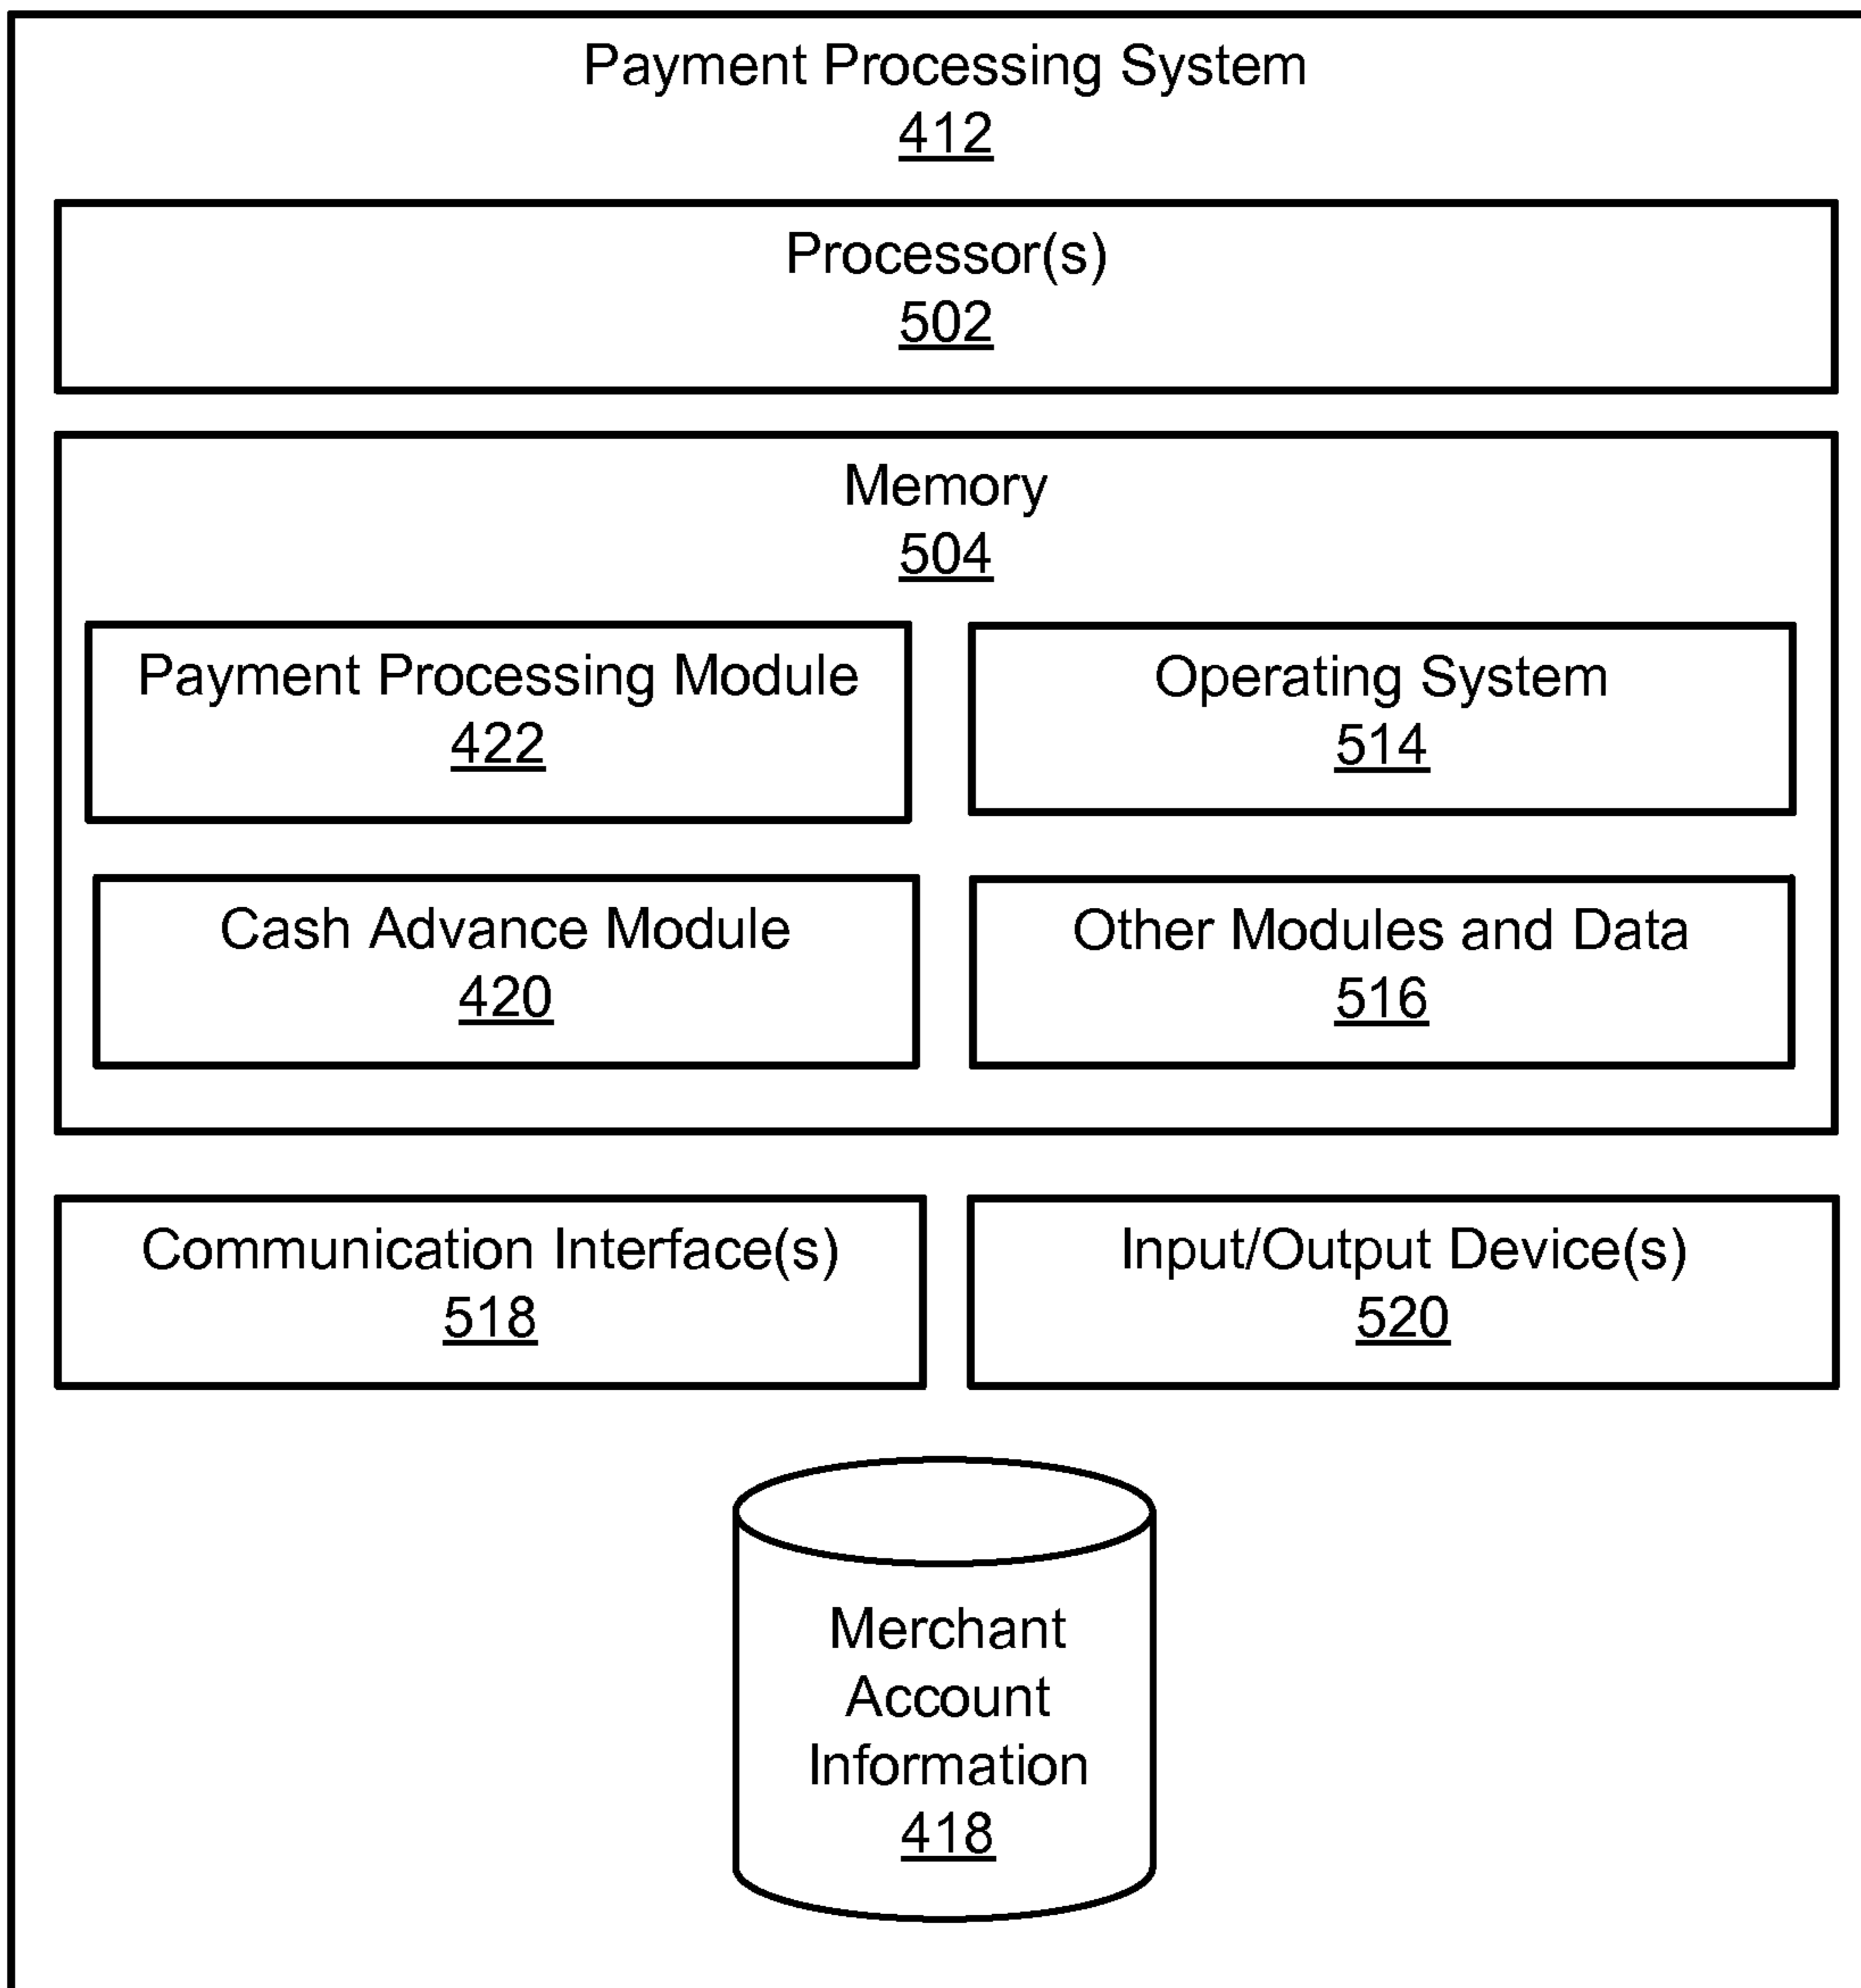 Payment Processing System
412
Processor(s)
502
Memory
504
Payment Processing Module
422
Operating System
514
Cash Advance Module
420
Other Modules and Data
516
Communication Interface(s)
518
Input/Output Device(s)
520
Merchant
Account
Information
418